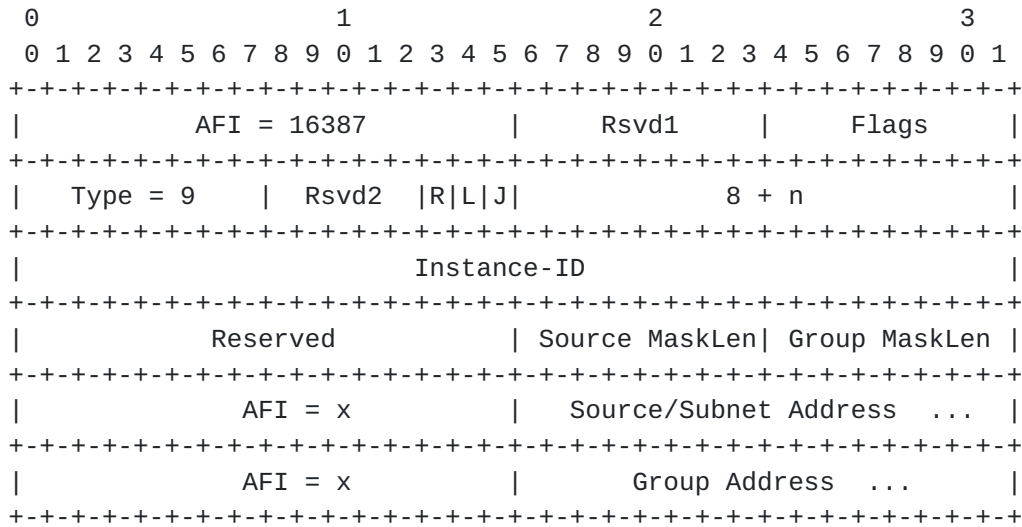 0                   1                   2                   3
 0 1 2 3 4 5 6 7 8 9 0 1 2 3 4 5 6 7 8 9 0 1 2 3 4 5 6 7 8 9 0 1
+-+-+-+-+-+-+-+-+-+-+-+-+-+-+-+-+-+-+-+-+-+-+-+-+-+-+-+-+-+-+-+-+
|           AFI = 16387         |     Rsvd1     |     Flags     |
+-+-+-+-+-+-+-+-+-+-+-+-+-+-+-+-+-+-+-+-+-+-+-+-+-+-+-+-+-+-+-+-+
|   Type = 9    |  Rsvd2  |R|L|J|             8 + n             |
+-+-+-+-+-+-+-+-+-+-+-+-+-+-+-+-+-+-+-+-+-+-+-+-+-+-+-+-+-+-+-+-+
|                         Instance-ID                           |
+-+-+-+-+-+-+-+-+-+-+-+-+-+-+-+-+-+-+-+-+-+-+-+-+-+-+-+-+-+-+-+-+
|            Reserved           | Source MaskLen| Group MaskLen |
+-+-+-+-+-+-+-+-+-+-+-+-+-+-+-+-+-+-+-+-+-+-+-+-+-+-+-+-+-+-+-+-+
|              AFI = x          |   Source/Subnet Address  ...  |
+-+-+-+-+-+-+-+-+-+-+-+-+-+-+-+-+-+-+-+-+-+-+-+-+-+-+-+-+-+-+-+-+
|              AFI = x          |       Group Address  ...      |
+-+-+-+-+-+-+-+-+-+-+-+-+-+-+-+-+-+-+-+-+-+-+-+-+-+-+-+-+-+-+-+-+